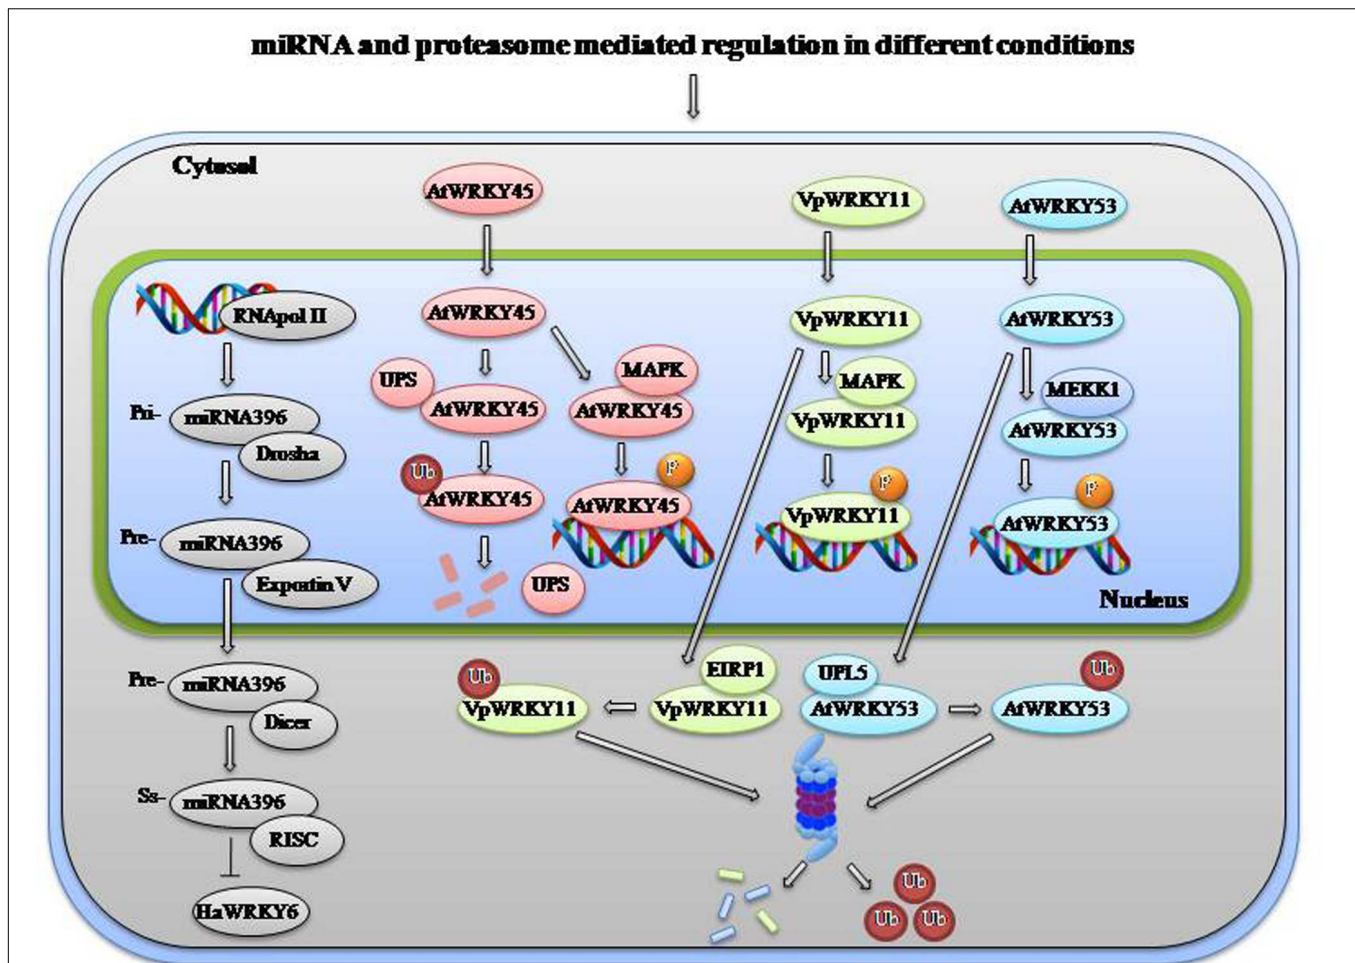 miRNA and proteasome mediated regulation in different conditions
Cytosol
AtWRKY45
VpWRKY11
AtWRKY53
RNApol II
AtWRKY45
VpWRKY11
AtWRKY53
UPS
MAPK
MAPK
MEKK1
Pri-
miRNA396
AtWRKY45
AtWRKY45
VpWRKY11
AtWRKY53
Drosha
Ub
P
P
P
AtWRKY45
AtWRKY45
VpWRKY11
AtWRKY53
Pre-
miRNA396
Exportin V
UPS
Nucleus
Pre-
miRNA396
Ub
EIRP1
UPL5
Ub
VpWRKY11
VpWRKY11
AtWRKY53
AtWRKY53
Dicer
Ss-
miRNA396
RISC
HaWRKY6
Ub
Ub
Ub